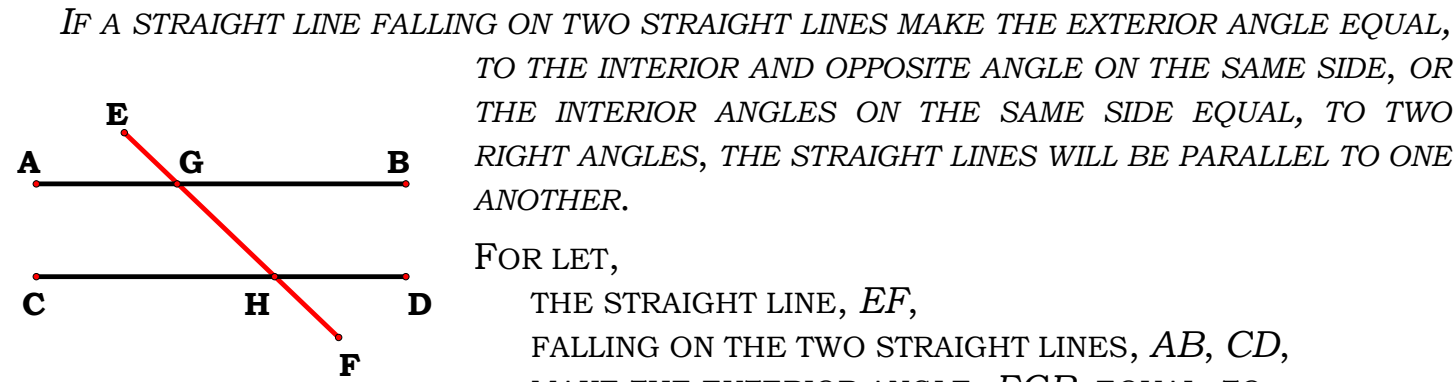 IF A STRAIGHT LINE FALLING ON TWO STRAIGHT LINES MAKE THE EXTERIOR ANGLE EQUAL,
TO THE INTERIOR AND OPPOSITE ANGLE ON THE SAME SIDE, OR
THE INTERIOR ANGLES ON THE SAME SIDE EQUAL, TO TWO
RIGHT ANGLES, THE STRAIGHT LINES WILL BE PARALLEL TO ONE
ANOTHER.
E
A G B
C H D
F
FOR LET,
THE STRAIGHT LINE, EF,
FALLING ON THE TWO STRAIGHT LINES, AB, CD,